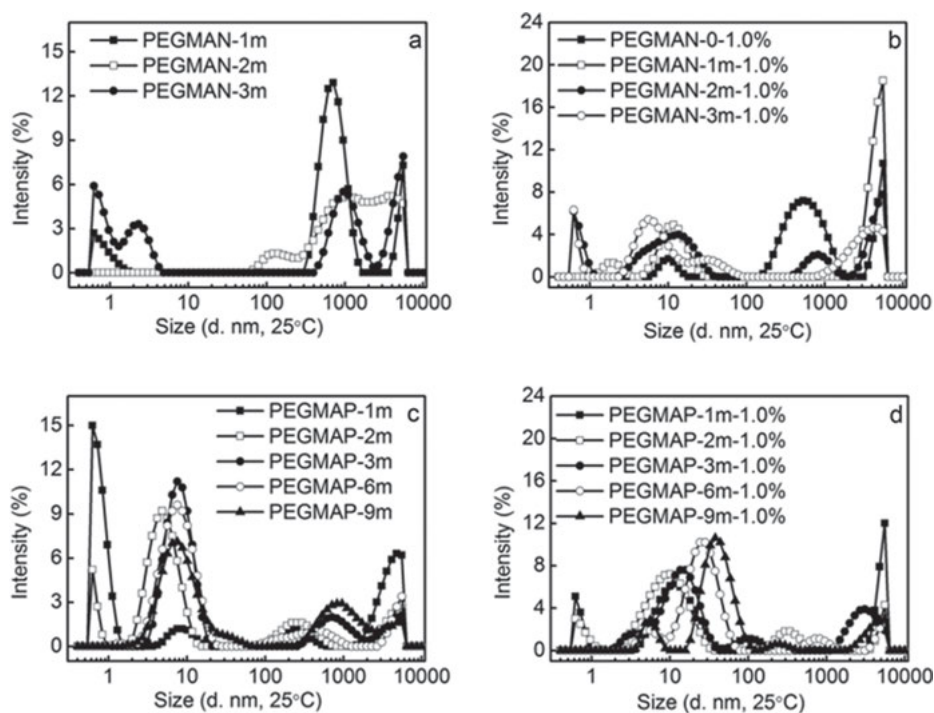 a
PEGMAN-1m
PEGMAN-2m
PEGMAN-3m
Intensity (%)
15
12
9
6
3
0
1 10 100 1000 10000
Size (d. nm, 25°C)
b
PEGMAN-0-1.0%
PEGMAN-1m-1.0%
PEGMAN-2m-1.0%
PEGMAN-3m-1.0%
Intensity (%)
24
20
16
12
8
4
0
1 10 100 1000 10000
Size (d. nm, 25°C)
c
PEGMAP-1m
PEGMAP-2m
PEGMAP-3m
PEGMAP-6m
PEGMAP-9m
Intensity (%)
15
12
9
6
3
0
1 10 100 1000 10000
Size (d. nm, 25°C)
d
PEGMAP-1m-1.0%
PEGMAP-2m-1.0%
PEGMAP-3m-1.0%
PEGMAP-6m-1.0%
PEGMAP-9m-1.0%
Intensity (%)
24
20
16
12
8
4
0
1 10 100 1000 10000
Size (d. nm, 25°C)